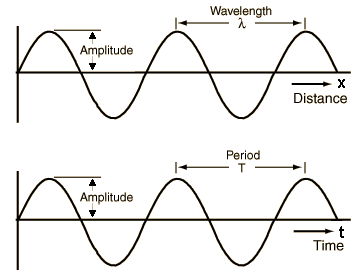 Wavelength
λ
Amplitude
x
Distance
Period
T
Amplitude
t
Time